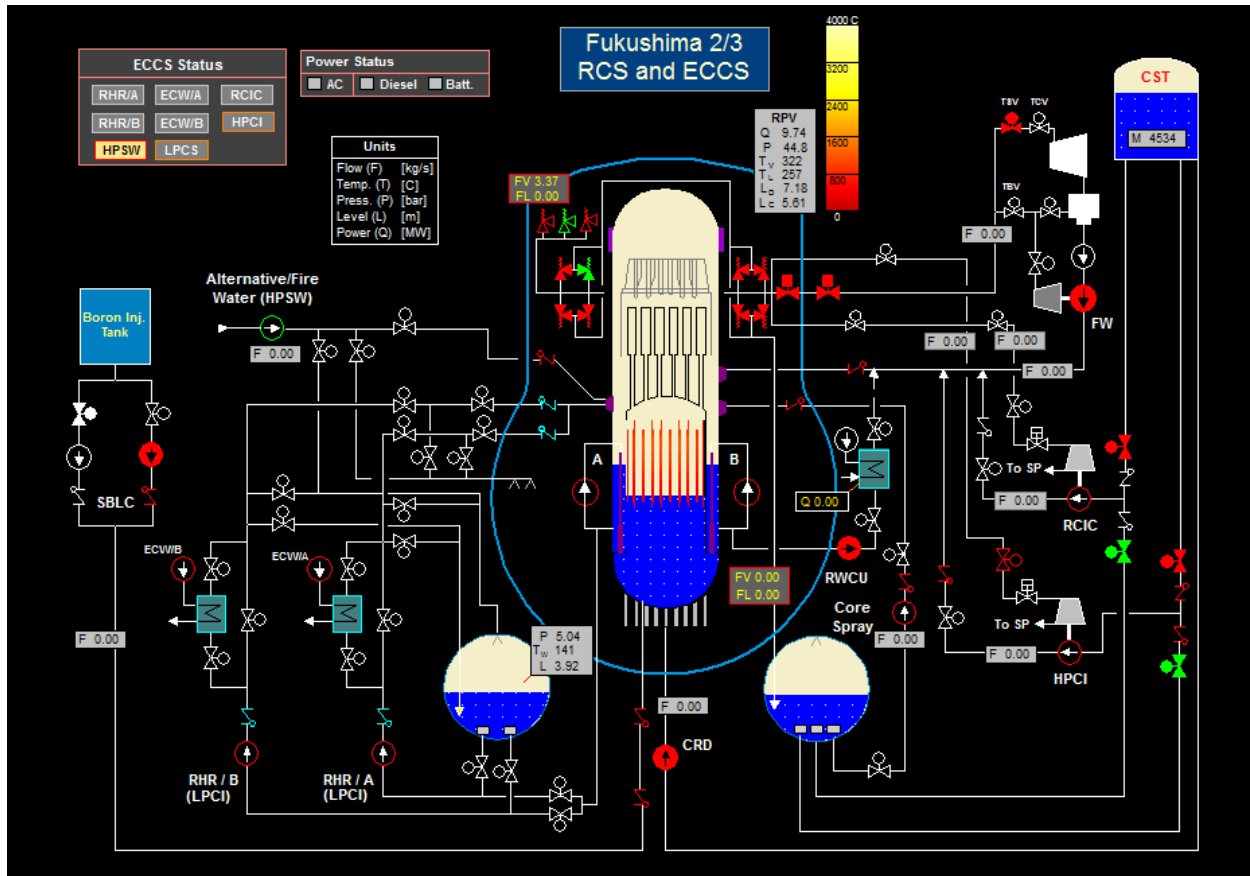 Fukushima 2/3
RCS and ECCS
ECCS Status
RHR/A ECW/A RCIC
RHR/B ECW/B HPCI
HPSW LPCS
Power Status
AC Diesel Batt.
Units
Flow (F) [kg/s]
Temp. (T) [C]
Press. (P) [bar]
Level (L) [m]
Power (Q) [MW]
4000 C
3200
2400
1600
800
0
RPV
Q 9.74
P 44.8
Tv 322
TL 257
LD 7.18
LC 5.61
FV 3.37
FL 0.00
CST
M 4534
TSV TCV
TBV
F 0.00
FW
F 0.00
F 0.00
F 0.00
Alternative/Fire
Water (HPSW)
F 0.00
Boron Inj.
Tank
SBLC
A
B
Q 0.00
RWCU
To SP
F 0.00
RCIC
ECW/B
ECW/A
FV 0.00
FL 0.00
Core
Spray
F 0.00
To SP
F 0.00
HPCI
F 0.00
P 5.04
Tw 141
L 3.92
F 0.00
CRD
RHR / B
(LPCI)
RHR / A
(LPCI)